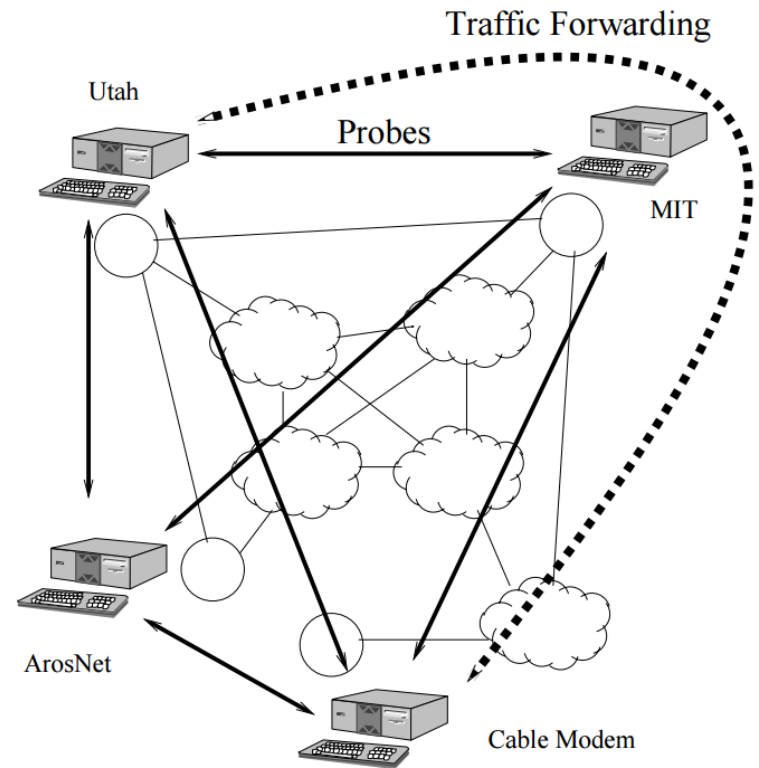 Traffic Forwarding
Utah
Probes
MIT
ArosNet
Cable Modem